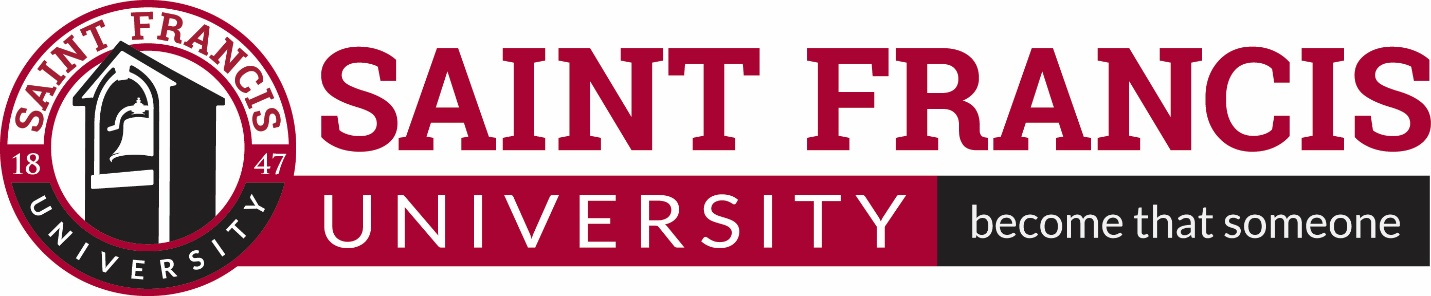 SAINT FRANCIS
18 47
UNIVERSITY
SAINT FRANCIS
UNIVERSITY become that someone